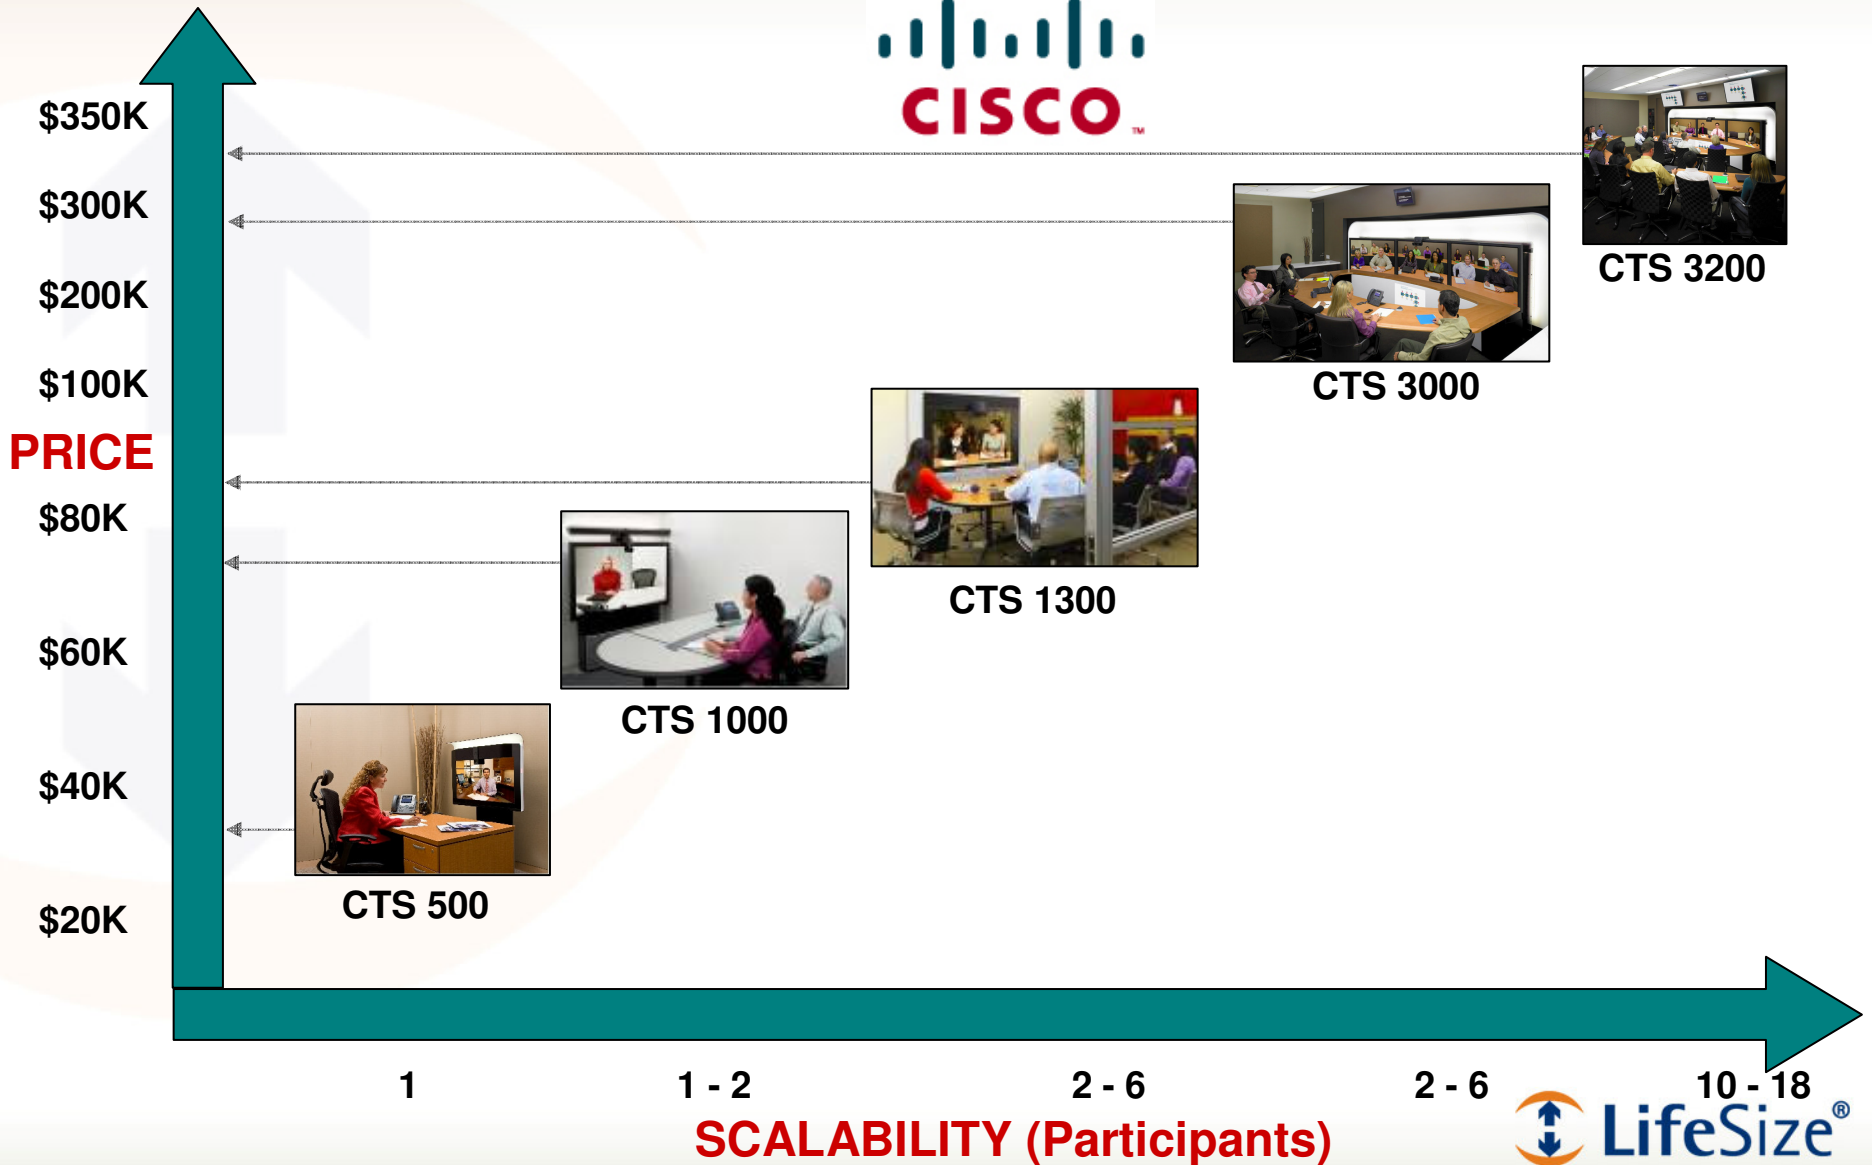 CISCO™
$350K
$300K
$200K
$100K
PRICE
$80K
$60K
$40K
$20K
CTS 3200
CTS 3000
CTS 1300
CTS 1000
CTS 500
1
1 - 2
2 - 6
2 - 6
10 - 18
SCALABILITY (Participants)
LifeSize®